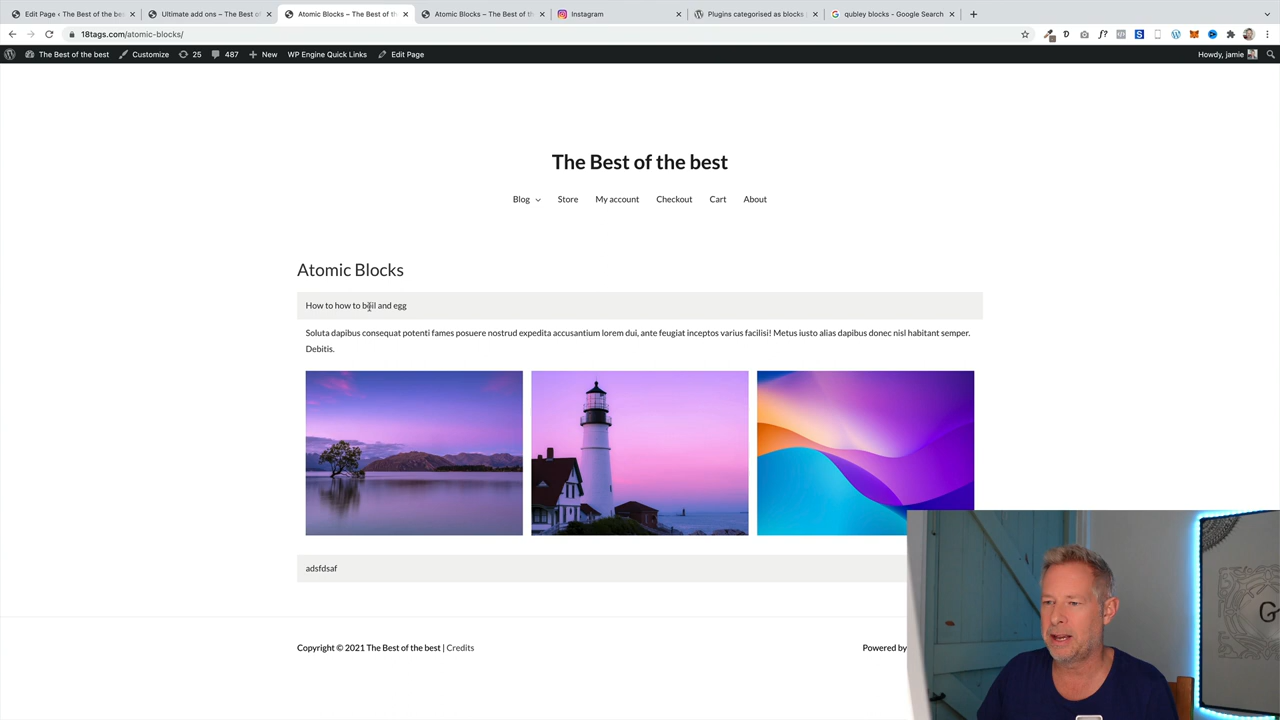 Edit Page ‹ The Best of the bes
Ultimate add ons – The Best of
Atomic Blocks – The Best of th
Atomic Blocks – The Best of th
Instagram
Plugins categorised as blocks
qubley blocks - Google Search
18tags.com/atomic-blocks/
The Best of the best
Customize
25
487
New
WP Engine Quick Links
Edit Page
Howdy, jamie
The Best of the best
Blog
Store
My account
Checkout
Cart
About
Atomic Blocks
How to how to boil and egg
Soluta dapibus consequat potenti fames posuere nostrud expedita accusantium lorem dui, ante feugiat inceptos varius facilisi! Metus iusto alias dapibus donec nisl habitant semper.
Debitis.
adsfdsaf
Copyright © 2021 The Best of the best | Credits
Powered by